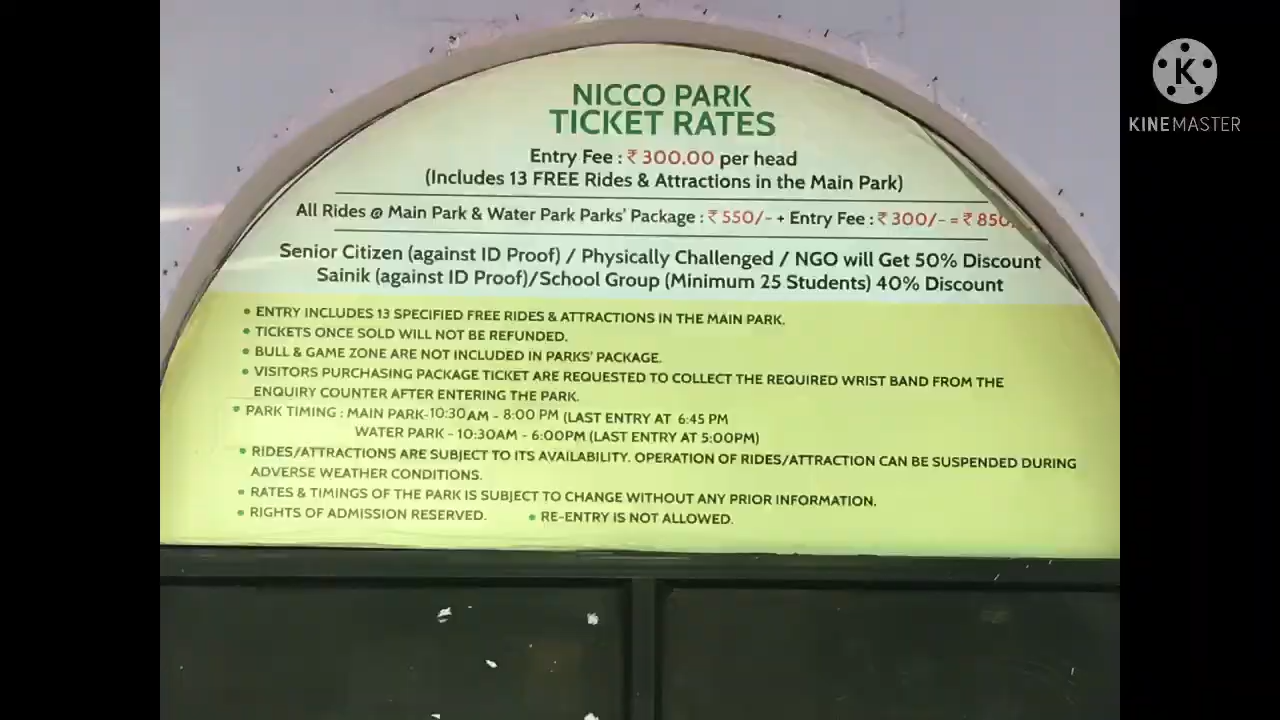 NICCO PARK
TICKET RATES
Entry Fee : ₹ 300.00 per head
(Includes 13 FREE Rides & Attractions in the Main Park)
All Rides @ Main Park & Water Park Parks' Package : ₹ 550/- + Entry Fee : ₹ 300/- = ₹ 850
Senior Citizen (against ID Proof) / Physically Challenged / NGO will Get 50% Discount
Sainik (against ID Proof)/School Group (Minimum 25 Students) 40% Discount
• ENTRY INCLUDES 13 SPECIFIED FREE RIDES & ATTRACTIONS IN THE MAIN PARK.
• TICKETS ONCE SOLD WILL NOT BE REFUNDED.
• BULL & GAME ZONE ARE NOT INCLUDED IN PARKS' PACKAGE.
• VISITORS PURCHASING PACKAGE TICKET ARE REQUESTED TO COLLECT THE REQUIRED WRIST BAND FROM THE
ENQUIRY COUNTER AFTER ENTERING THE PARK.
• PARK TIMING : MAIN PARK-10:30AM - 8:00 PM (LAST ENTRY AT 6:45 PM
WATER PARK - 10:30AM - 6:00PM (LAST ENTRY AT 5:00PM)
• RIDES/ATTRACTIONS ARE SUBJECT TO ITS AVAILABILITY. OPERATION OF RIDES/ATTRACTION CAN BE SUSPENDED DURING
ADVERSE WEATHER CONDITIONS.
• RATES & TIMINGS OF THE PARK IS SUBJECT TO CHANGE WITHOUT ANY PRIOR INFORMATION.
• RIGHTS OF ADMISSION RESERVED. • RE-ENTRY IS NOT ALLOWED.
K
KINEMASTER